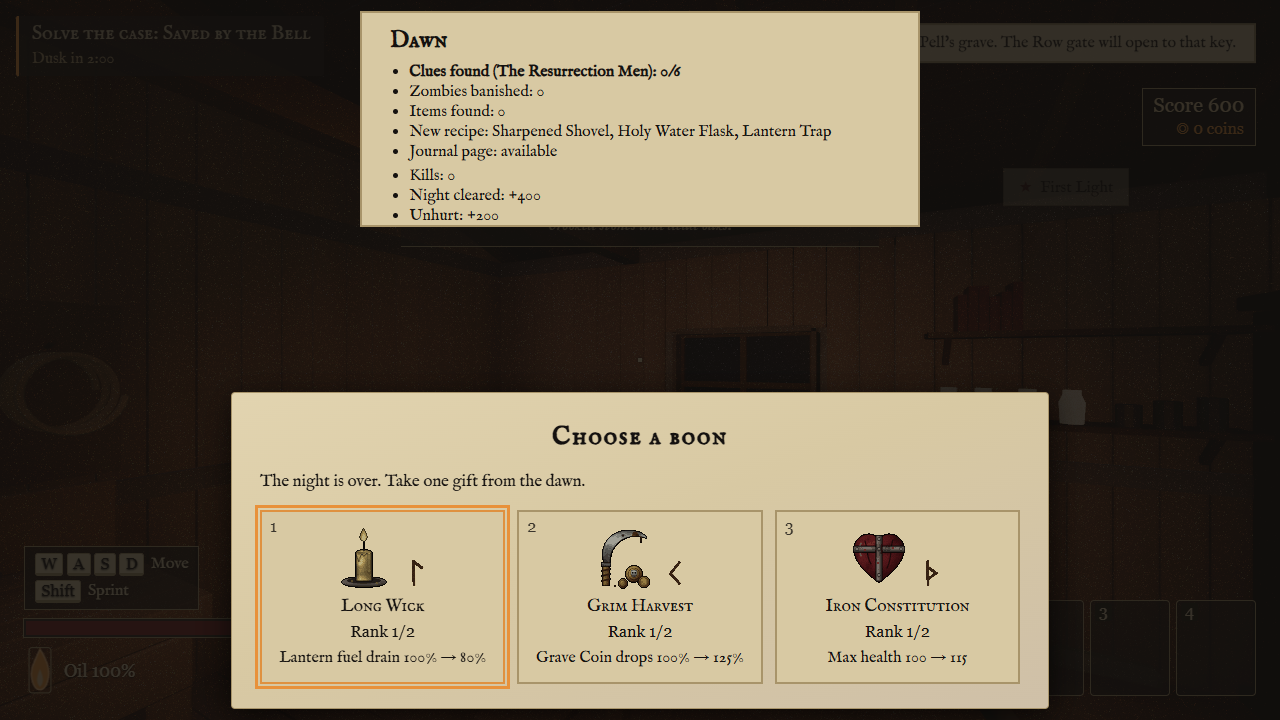 Solve the case: Saved by the Bell
Dusk in 2:00
Dawn
Clues found (The Resurrection Men): 0/6
Zombies banished: 0
Items found: 0
New recipe: Sharpened Shovel, Holy Water Flask, Lantern Trap
Journal page: available
Kills: 0
Night cleared: +400
Unhurt: +200
Pell's grave. The Row gate will open to that key.
Score 600
0 coins
First Light
Choose a boon
The night is over. Take one gift from the dawn.
1
Long Wick
Rank 1/2
Lantern fuel drain 100% → 80%
2
Grim Harvest
Rank 1/2
Grave Coin drops 100% → 125%
3
Iron Constitution
Rank 1/2
Max health 100 → 115
W A S D Move
Shift Sprint
Oil 100%
3
4